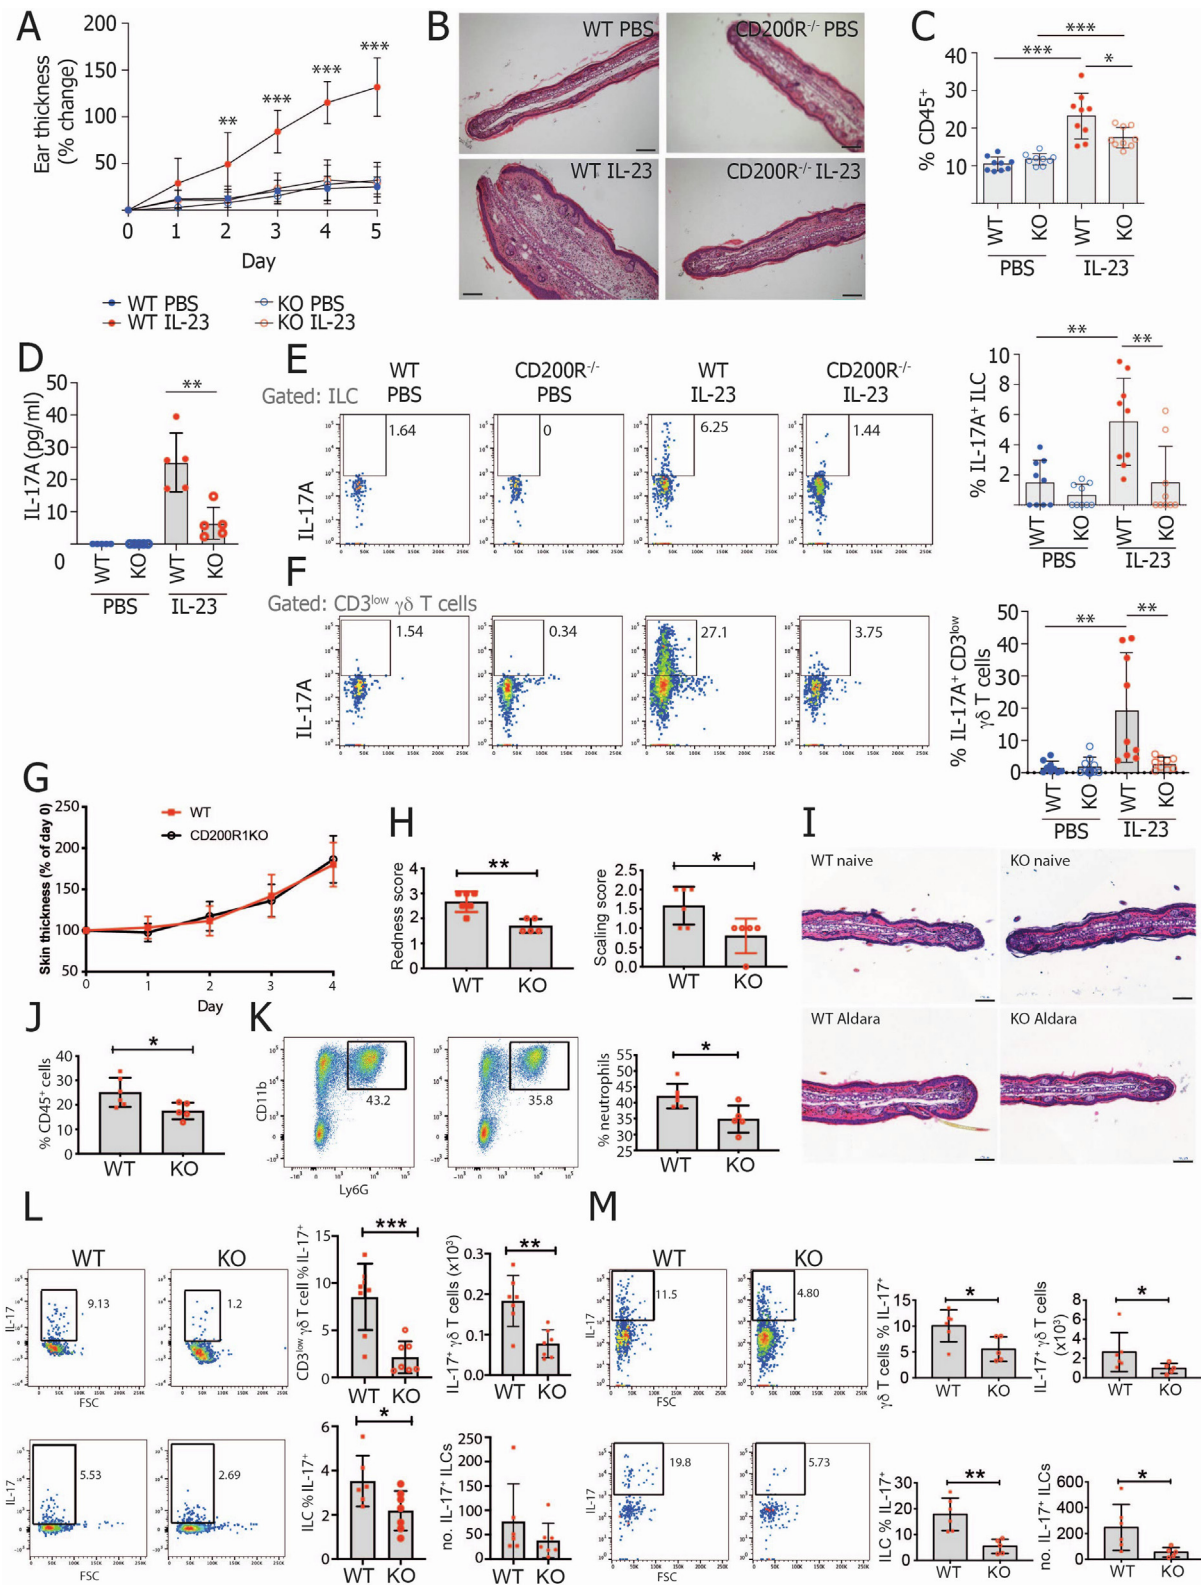 A
200
150
100
50
Ear thickness
(% change)
***
***
***
**
0 1 2 3 4 5
Day
WT PBS
KO PBS
WT IL-23
KO IL-23
B
WT PBS
CD200R-/- PBS
WT IL-23
CD200R-/- IL-23
C
***
***
*
40
30
20
10
% CD45+
WT KO WT KO
PBS IL-23
D
**
50
40
30
20
10
0
IL-17A (pg/ml)
WT KO WT KO
PBS IL-23
E
WT
PBS
CD200R-/-
PBS
WT
IL-23
CD200R-/-
IL-23
Gated: ILC
1.64
0
6.25
1.44
IL-17A
** **
10
8
6
4
2
% IL-17A+ ILC
WT KO WT KO
PBS IL-23
F
Gated: CD3low γδ T cells
1.54
0.34
27.1
3.75
IL-17A
** **
50
40
30
20
10
0
% IL-17A+ CD3low
γδ T cells
WT KO WT KO
PBS IL-23
G
250
200
150
100
50
Skin thickness (% of day 0)
WT
CD200R1KO
0 1 2 3 4
Day
H
**
4
3
2
1
0
Redness score
WT KO
*
2.5
2.0
1.5
1.0
0.5
0.0
Scaling score
WT KO
I
WT naive
KO naive
WT Aldara
KO Aldara
J
*
40
30
20
10
0
% CD45+ cells
WT KO
K
CD11b
43.2
35.8
Ly6G
*
55
50
45
40
35
30
25
% neutrophils
WT KO
L
WT KO
9.13
1.2
IL-17
FSC
***
15
10
5
0
CD3low γδ T cell % IL-17+
WT KO
**
0.3
0.2
0.1
0.0
IL-17+ γδ T cells (x103)
WT KO
5.53
2.69
IL-17
FSC
*
6
4
2
0
ILC % IL-17+
WT KO
250
200
150
100
50
0
no. IL-17+ ILCs
WT KO
M
WT KO
11.5
4.80
IL-17
FSC
*
15
10
5
0
γδ T cells % IL-17+
WT KO
*
8
6
4
2
0
IL-17+ γδ T cells
(x103)
WT KO
19.8
5.73
IL-17
FSC
**
30
20
10
0
ILC % IL-17+
WT KO
*
600
400
200
0
no. IL-17+ ILCs
WT KO